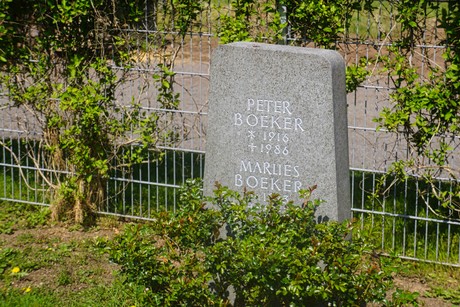 PETER
BOEKER
* 1916
† 1986
MARLIES
BOEKER